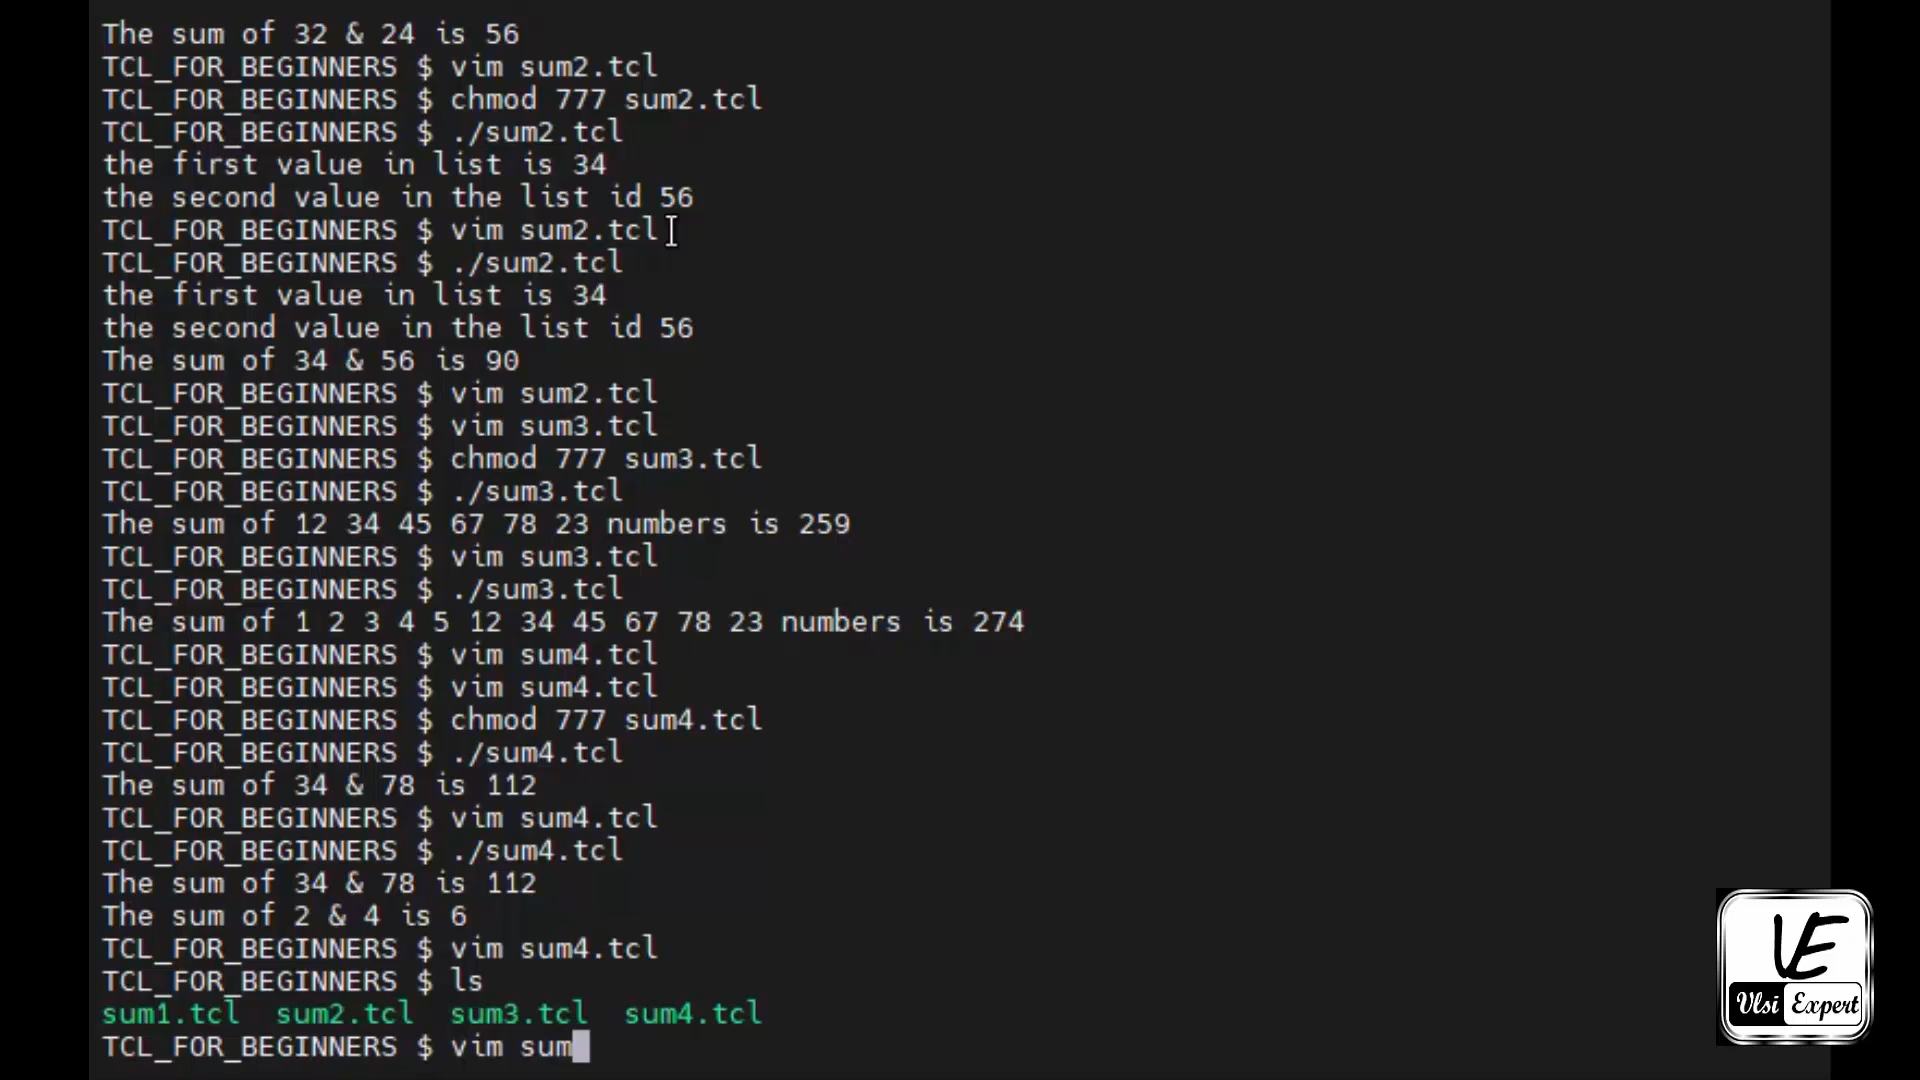 The sum of 32 & 24 is 56
TCL_FOR_BEGINNERS $ vim sum2.tcl
TCL_FOR_BEGINNERS $ chmod 777 sum2.tcl
TCL_FOR_BEGINNERS $ ./sum2.tcl
the first value in list is 34
the second value in the list id 56
TCL_FOR_BEGINNERS $ vim sum2.tcl
TCL_FOR_BEGINNERS $ ./sum2.tcl
the first value in list is 34
the second value in the list id 56
The sum of 34 & 56 is 90
TCL_FOR_BEGINNERS $ vim sum2.tcl
TCL_FOR_BEGINNERS $ vim sum3.tcl
TCL_FOR_BEGINNERS $ chmod 777 sum3.tcl
TCL_FOR_BEGINNERS $ ./sum3.tcl
The sum of 12 34 45 67 78 23 numbers is 259
TCL_FOR_BEGINNERS $ vim sum3.tcl
TCL_FOR_BEGINNERS $ ./sum3.tcl
The sum of 1 2 3 4 5 12 34 45 67 78 23 numbers is 274
TCL_FOR_BEGINNERS $ vim sum4.tcl
TCL_FOR_BEGINNERS $ vim sum4.tcl
TCL_FOR_BEGINNERS $ chmod 777 sum4.tcl
TCL_FOR_BEGINNERS $ ./sum4.tcl
The sum of 34 & 78 is 112
TCL_FOR_BEGINNERS $ vim sum4.tcl
TCL_FOR_BEGINNERS $ ./sum4.tcl
The sum of 34 & 78 is 112
The sum of 2 & 4 is 6
TCL_FOR_BEGINNERS $ vim sum4.tcl
TCL_FOR_BEGINNERS $ ls
sum1.tcl  sum2.tcl  sum3.tcl  sum4.tcl
TCL_FOR_BEGINNERS $ vim sum
VE
Vlsi Expert